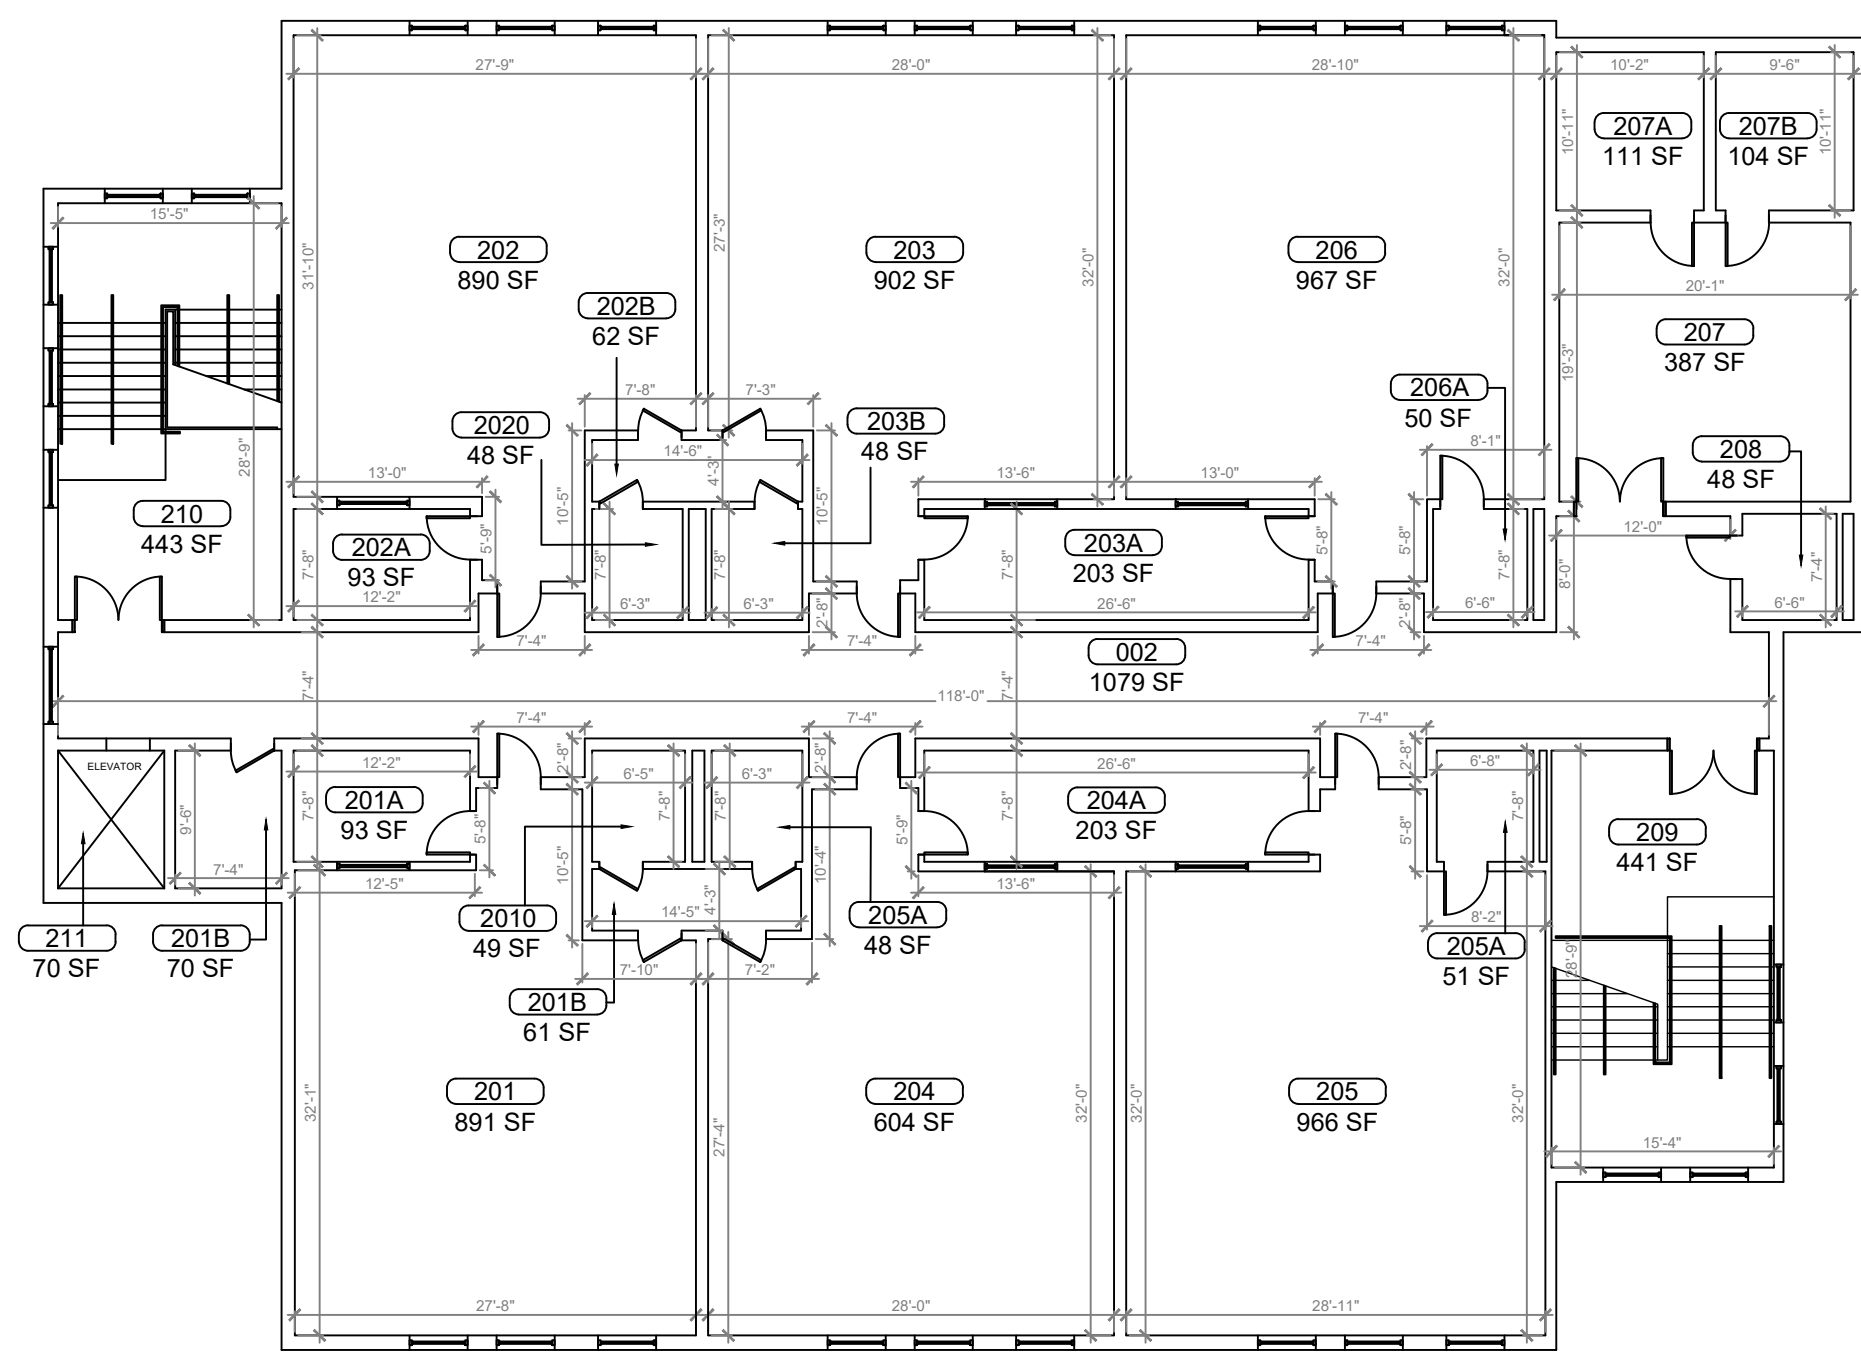 27'-9"
28'-0"
28'-10"
10'-2"
9'-6"
10'-11"
207A
111 SF
207B
104 SF
10'-11"
15'-5"
31'-10"
202
890 SF
27'-3"
203
902 SF
32'-0"
206
967 SF
32'-0"
20'-1"
207
387 SF
19'-3"
202B
62 SF
7'-8"
7'-3"
206A
50 SF
2020
48 SF
203B
48 SF
8'-1"
208
48 SF
28'-9"
13'-0"
14'-6"
4'-3"
13'-6"
13'-0"
210
443 SF
10'-5"
10'-5"
12'-0"
202A
93 SF
7'-8"
5'-9"
7'-8"
7'-8"
203A
203 SF
7'-8"
5'-8"
5'-8"
7'-8"
8'-0"
7'-4"
12'-2"
6'-3"
6'-3"
2'-8"
26'-6"
2'-8"
6'-6"
6'-6"
7'-4"
7'-4"
7'-4"
002
1079 SF
7'-4"
7'-4"
118'-0"
7'-4"
7'-4"
7'-4"
ELEVATOR
12'-2"
2'-8"
6'-5"
6'-3"
2'-8"
26'-6"
2'-8"
6'-8"
9'-6"
7'-8"
201A
93 SF
5'-8"
7'-8"
7'-8"
5'-9"
7'-8"
204A
203 SF
5'-8"
7'-8"
209
441 SF
7'-4"
12'-5"
10'-5"
10'-4"
13'-6"
4'-3"
14'-5"
8'-2"
211
70 SF
201B
70 SF
2010
49 SF
205A
48 SF
205A
51 SF
28'-9"
7'-10"
7'-2"
201B
61 SF
32'-1"
201
891 SF
27'-4"
204
604 SF
32'-0"
32'-0"
205
966 SF
32'-0"
15'-4"
27'-8"
28'-0"
28'-11"